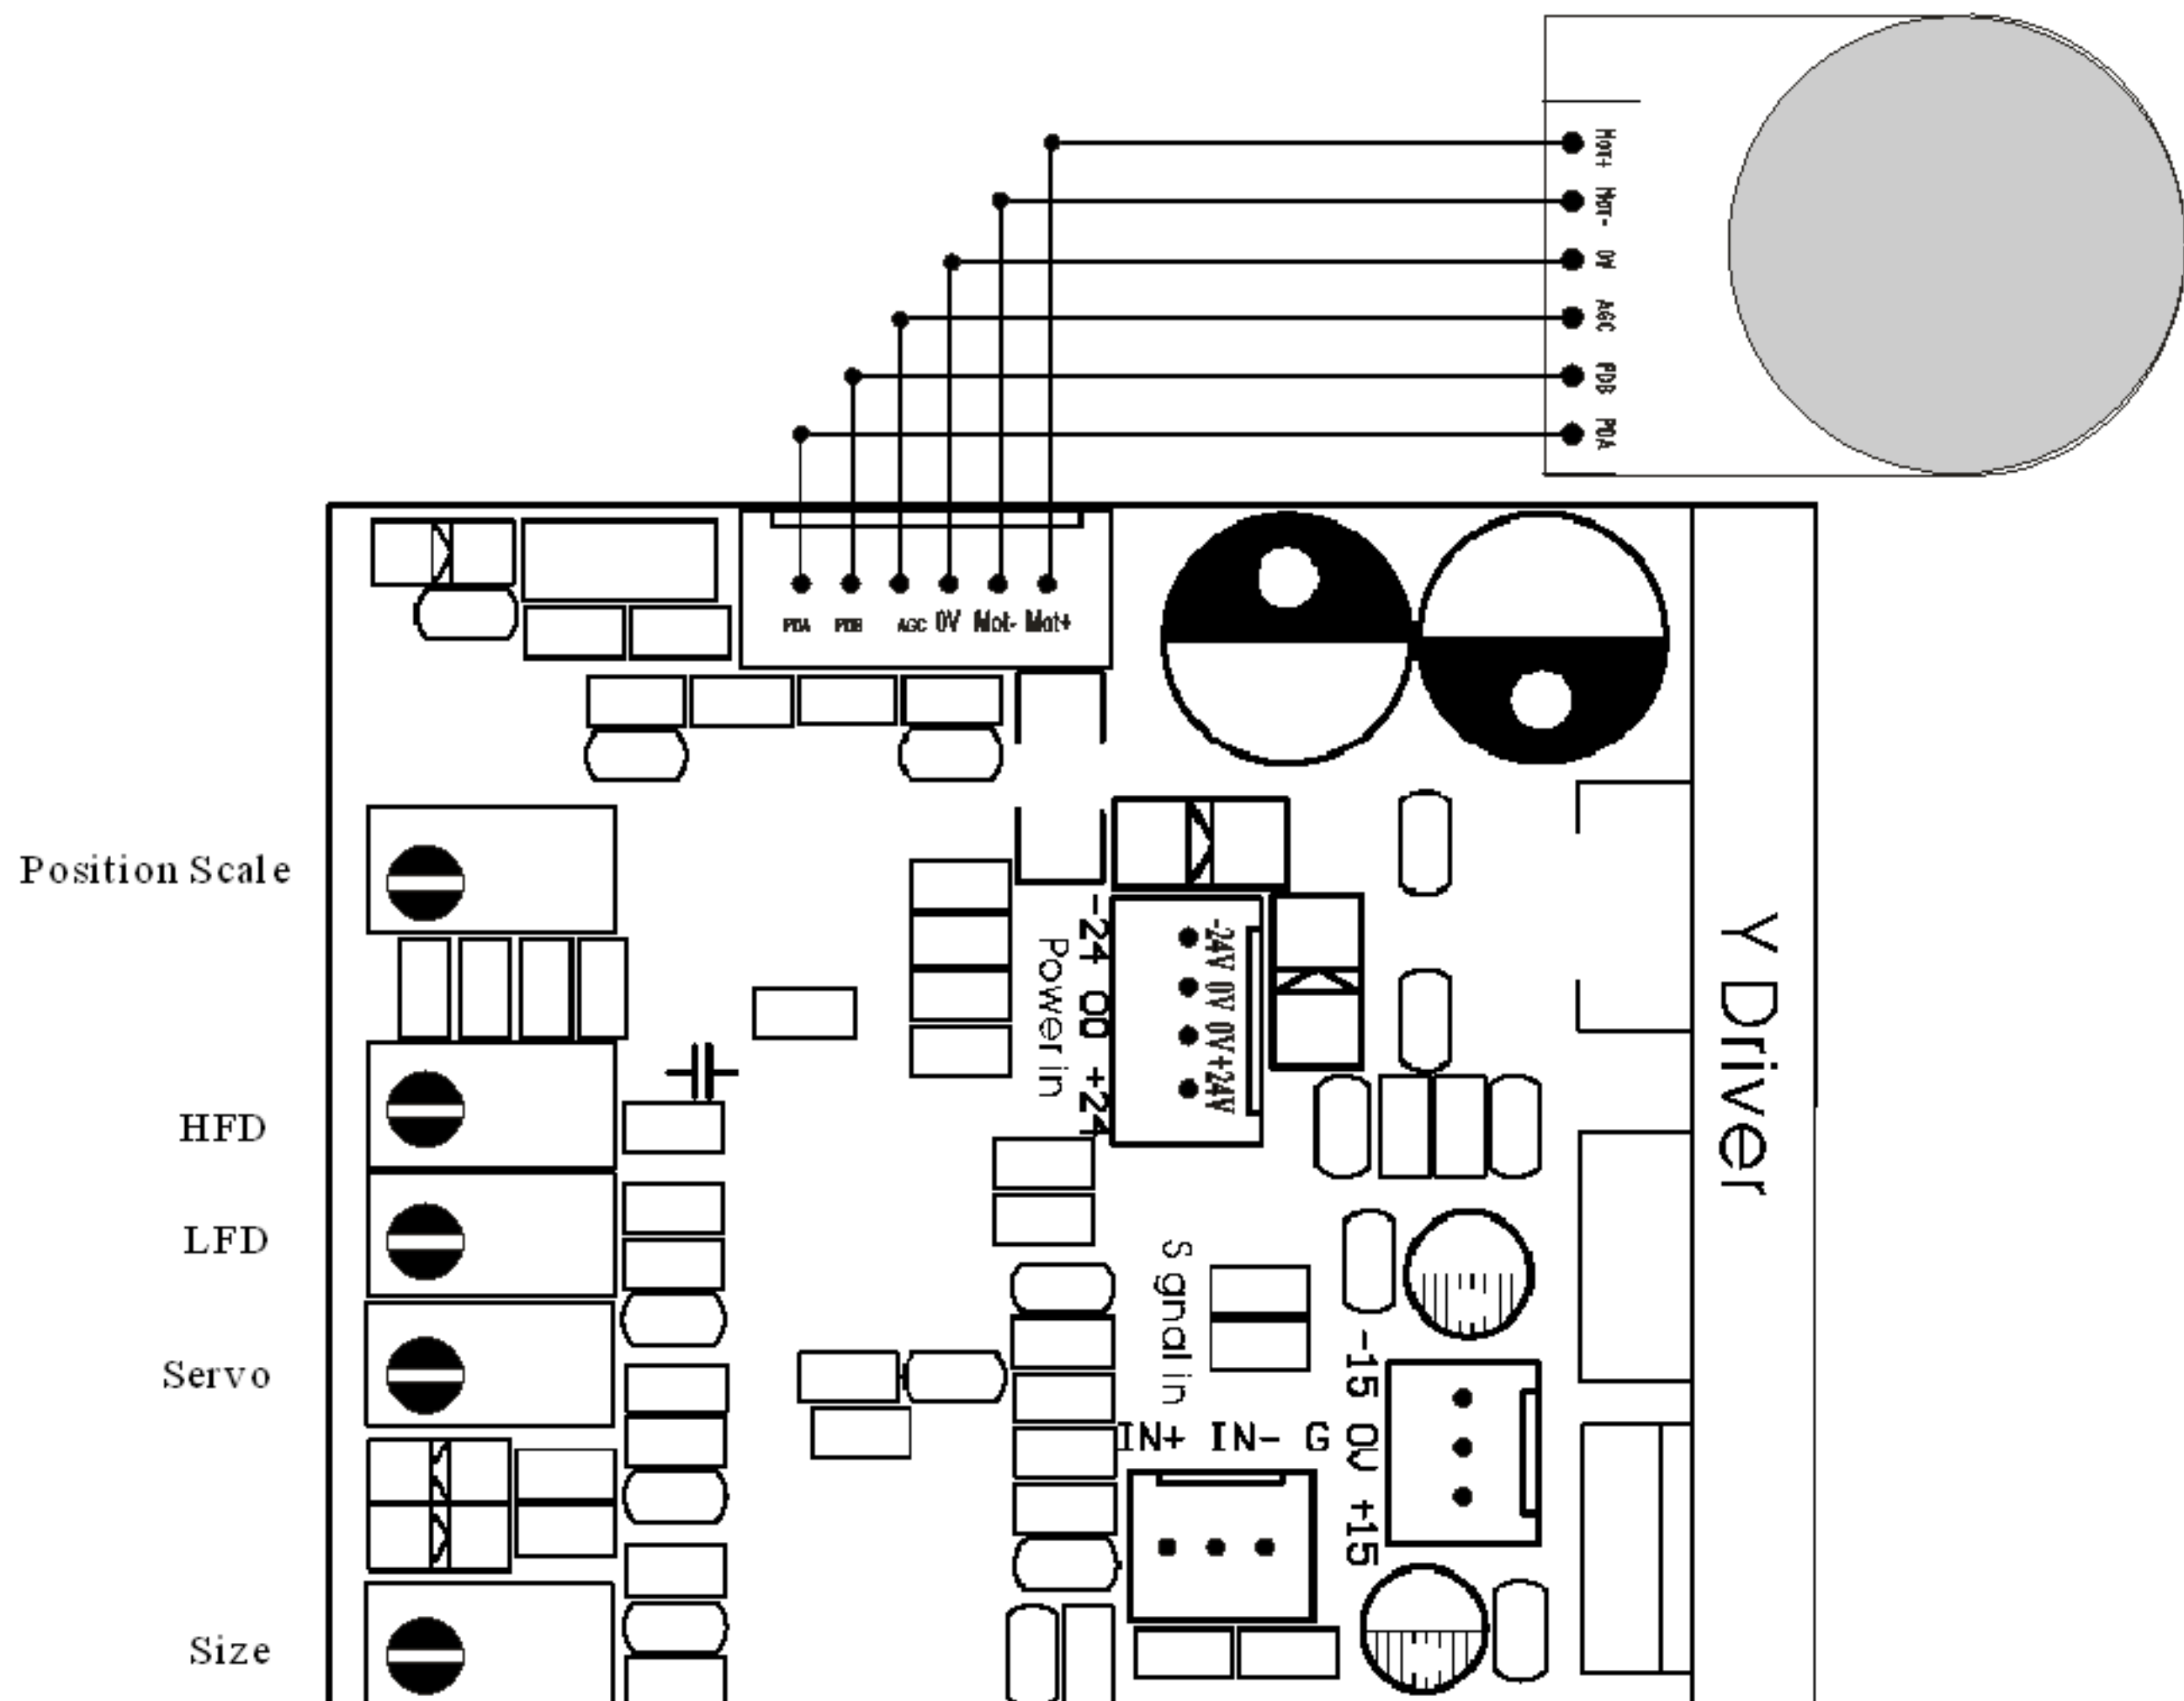 Mot+
Mot-
0V
AGC
PDB
PDA
PDA PDB AGC 0V Mot- Mot+
Position Scale
HFD
LFD
Servo
Size
Power in
-24 00 +24
-24V 0V 0V +24V
Y Driver
S gnal in
IN+ IN- G
-15 0V +15